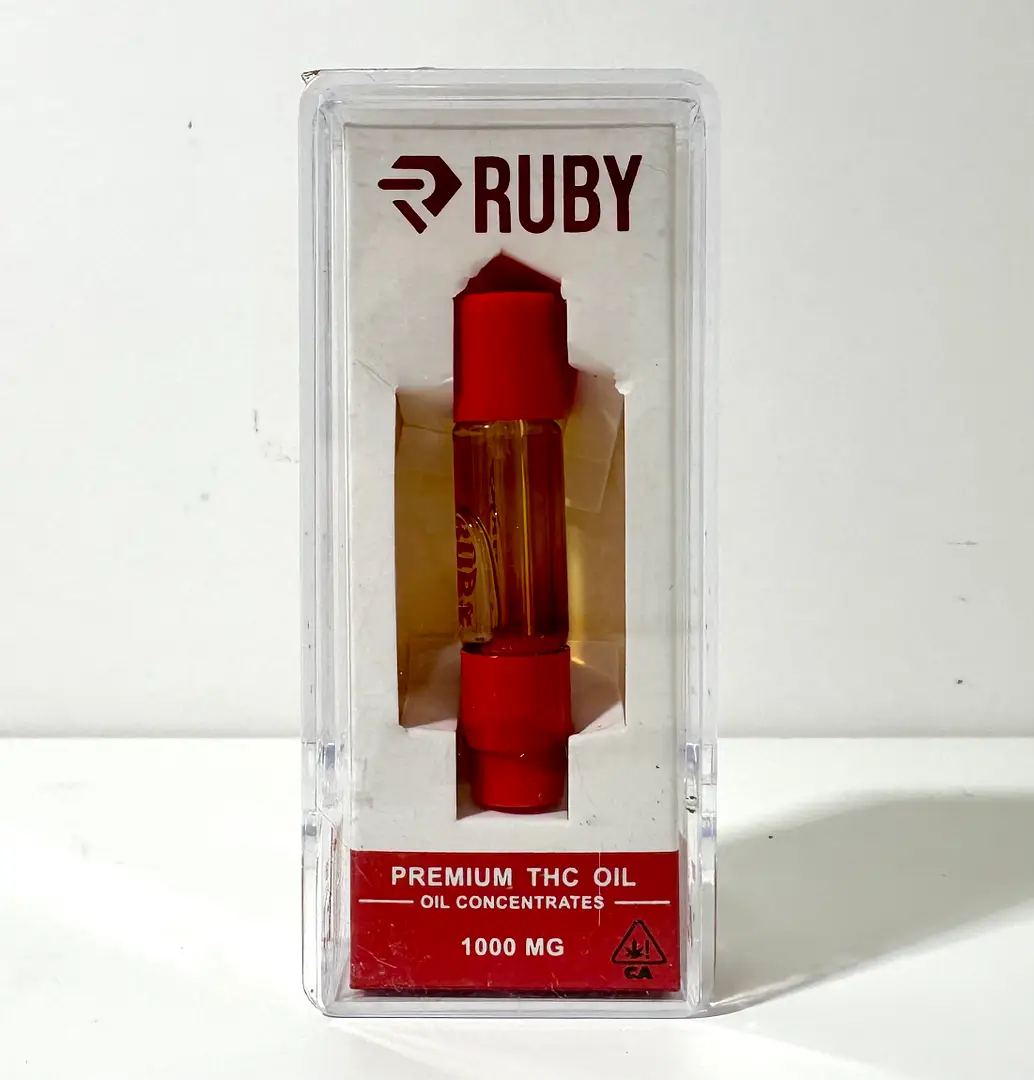 RUBY
PREMIUM THC OIL
OIL CONCENTRATES
1000 MG
!
CA